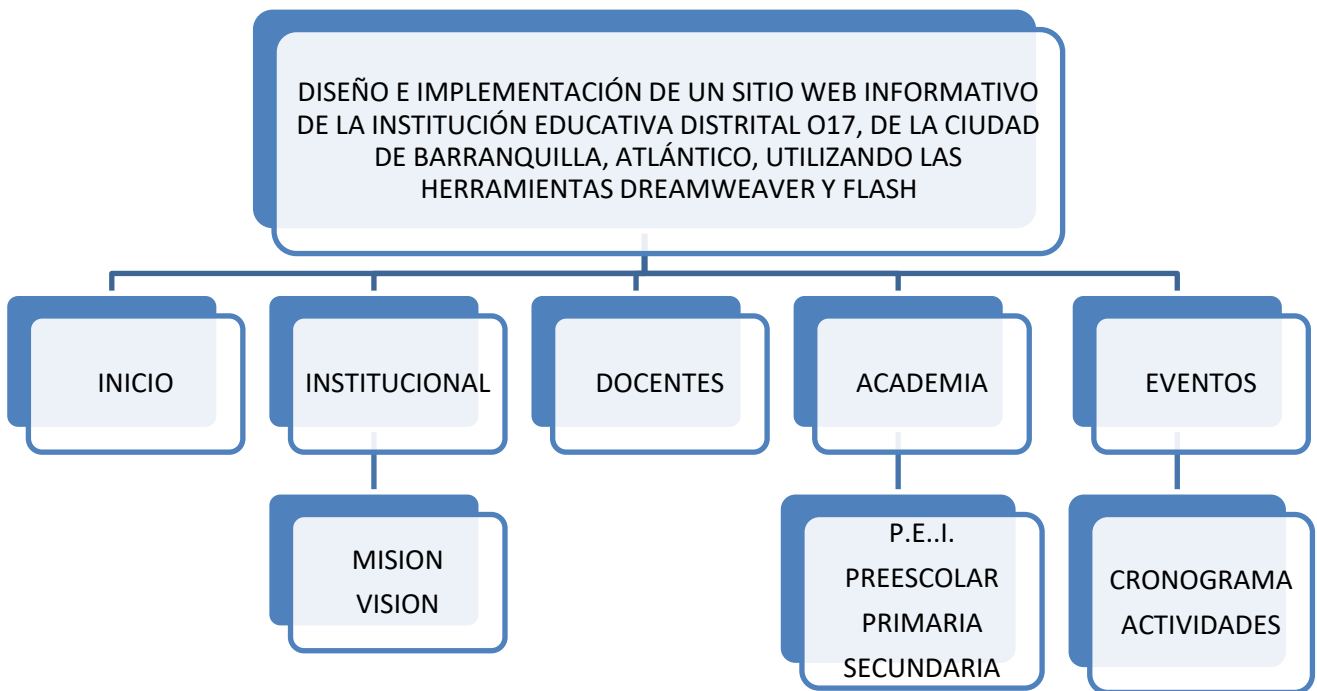 DISEÑO E IMPLEMENTACIÓN DE UN SITIO WEB INFORMATIVO
DE LA INSTITUCIÓN EDUCATIVA DISTRITAL O17, DE LA CIUDAD
DE BARRANQUILLA, ATLÁNTICO, UTILIZANDO LAS
HERRAMIENTAS DREAMWEAVER Y FLASH
INICIO
INSTITUCIONAL
DOCENTES
ACADEMIA
EVENTOS
MISION
VISION
P.E..I.
PREESCOLAR
PRIMARIA
SECUNDARIA
CRONOGRAMA
ACTIVIDADES